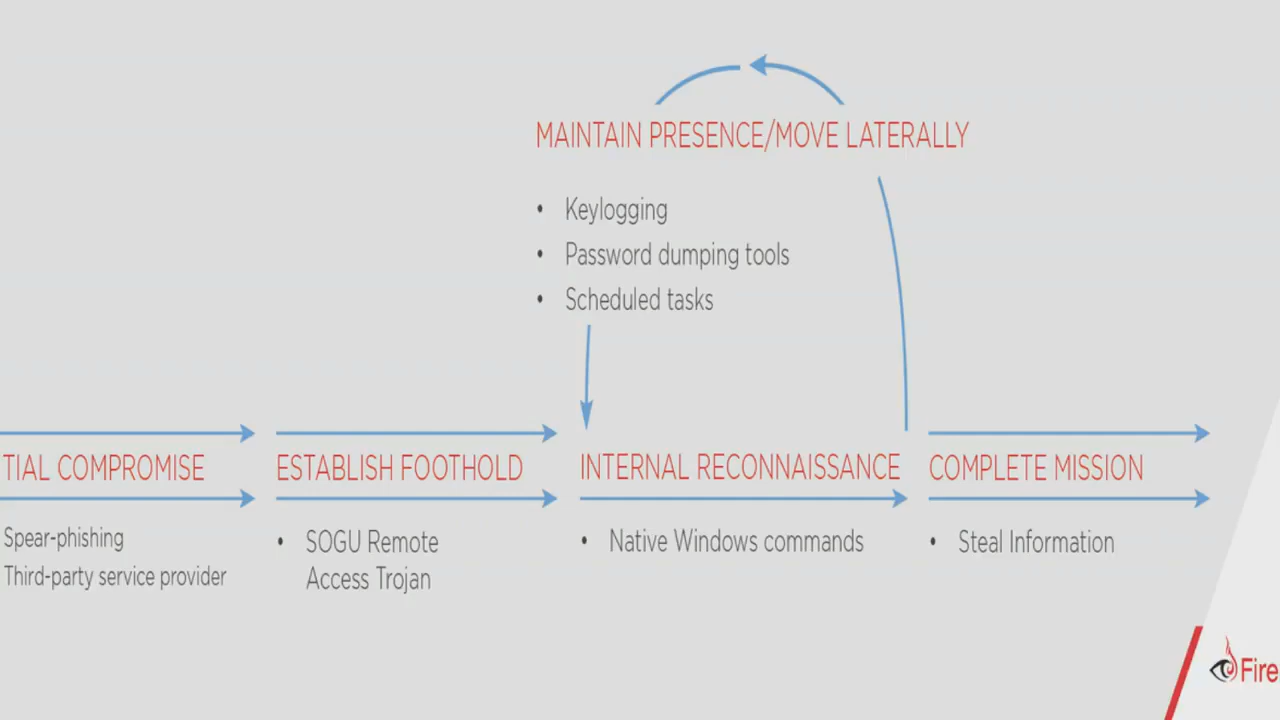 MAINTAIN PRESENCE/MOVE LATERALLY
• Keylogging
• Password dumping tools
• Scheduled tasks
TIAL COMPROMISE
Spear-phishing
Third-party service provider
ESTABLISH FOOTHOLD
• SOGU Remote
Access Trojan
INTERNAL RECONNAISSANCE
• Native Windows commands
COMPLETE MISSION
• Steal Information
Fire